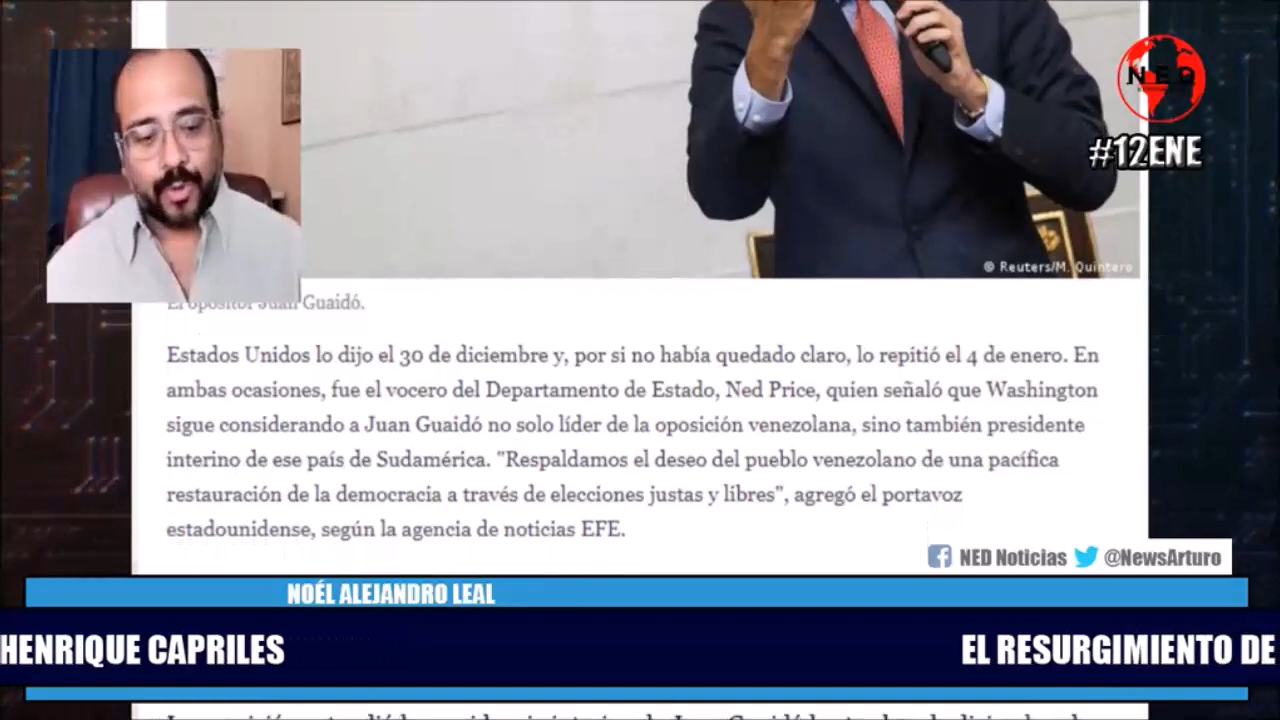 NEQ
#12ENE
© Reuters/M. Quintero
El opositor Juan Guaidó.
Estados Unidos lo dijo el 30 de diciembre y, por si no había quedado claro, lo repitió el 4 de enero. En
ambas ocasiones, fue el vocero del Departamento de Estado, Ned Price, quien señaló que Washington
sigue considerando a Juan Guaidó no solo líder de la oposición venezolana, sino también presidente
interino de ese país de Sudamérica. "Respaldamos el deseo del pueblo venezolano de una pacífica
restauración de la democracia a través de elecciones justas y libres", agregó el portavoz
estadounidense, según la agencia de noticias EFE.
NED Noticias @NewsArturo
NOÉL ALEJANDRO LEAL
HENRIQUE CAPRILES EL RESURGIMIENTO DE